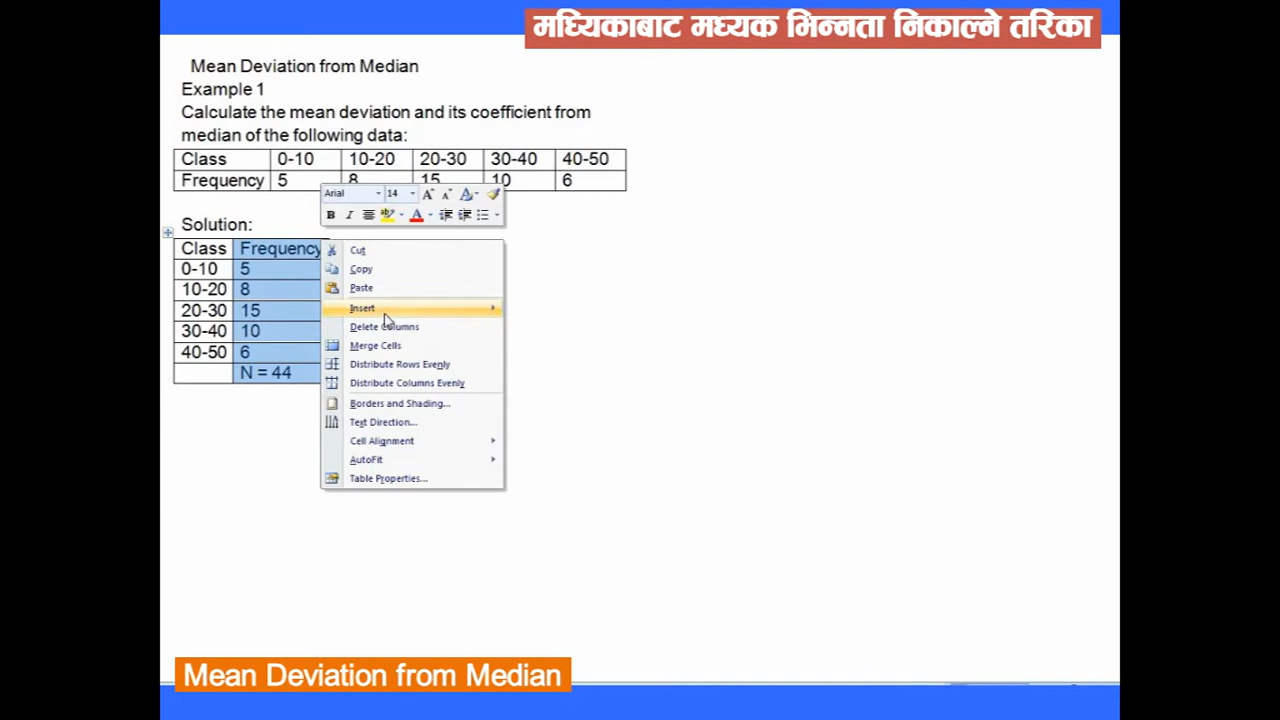 मध्यिकाबाट मध्यक भिन्नता निकाल्ने तरिका
Mean Deviation from Median
Example 1
Calculate the mean deviation and its coefficient from
median of the following data:
Class 0-10 10-20 20-30 30-40 40-50
Frequency 5 8 15 10 6
Arial 14
Solution:
Class Frequency
0-10 5
10-20 8
20-30 15
30-40 10
40-50 6
N = 44
Cut
Copy
Paste
Insert
Delete Columns
Merge Cells
Distribute Rows Evenly
Distribute Columns Evenly
Borders and Shading...
Text Direction...
Cell Alignment
AutoFit
Table Properties...
Mean Deviation from Median